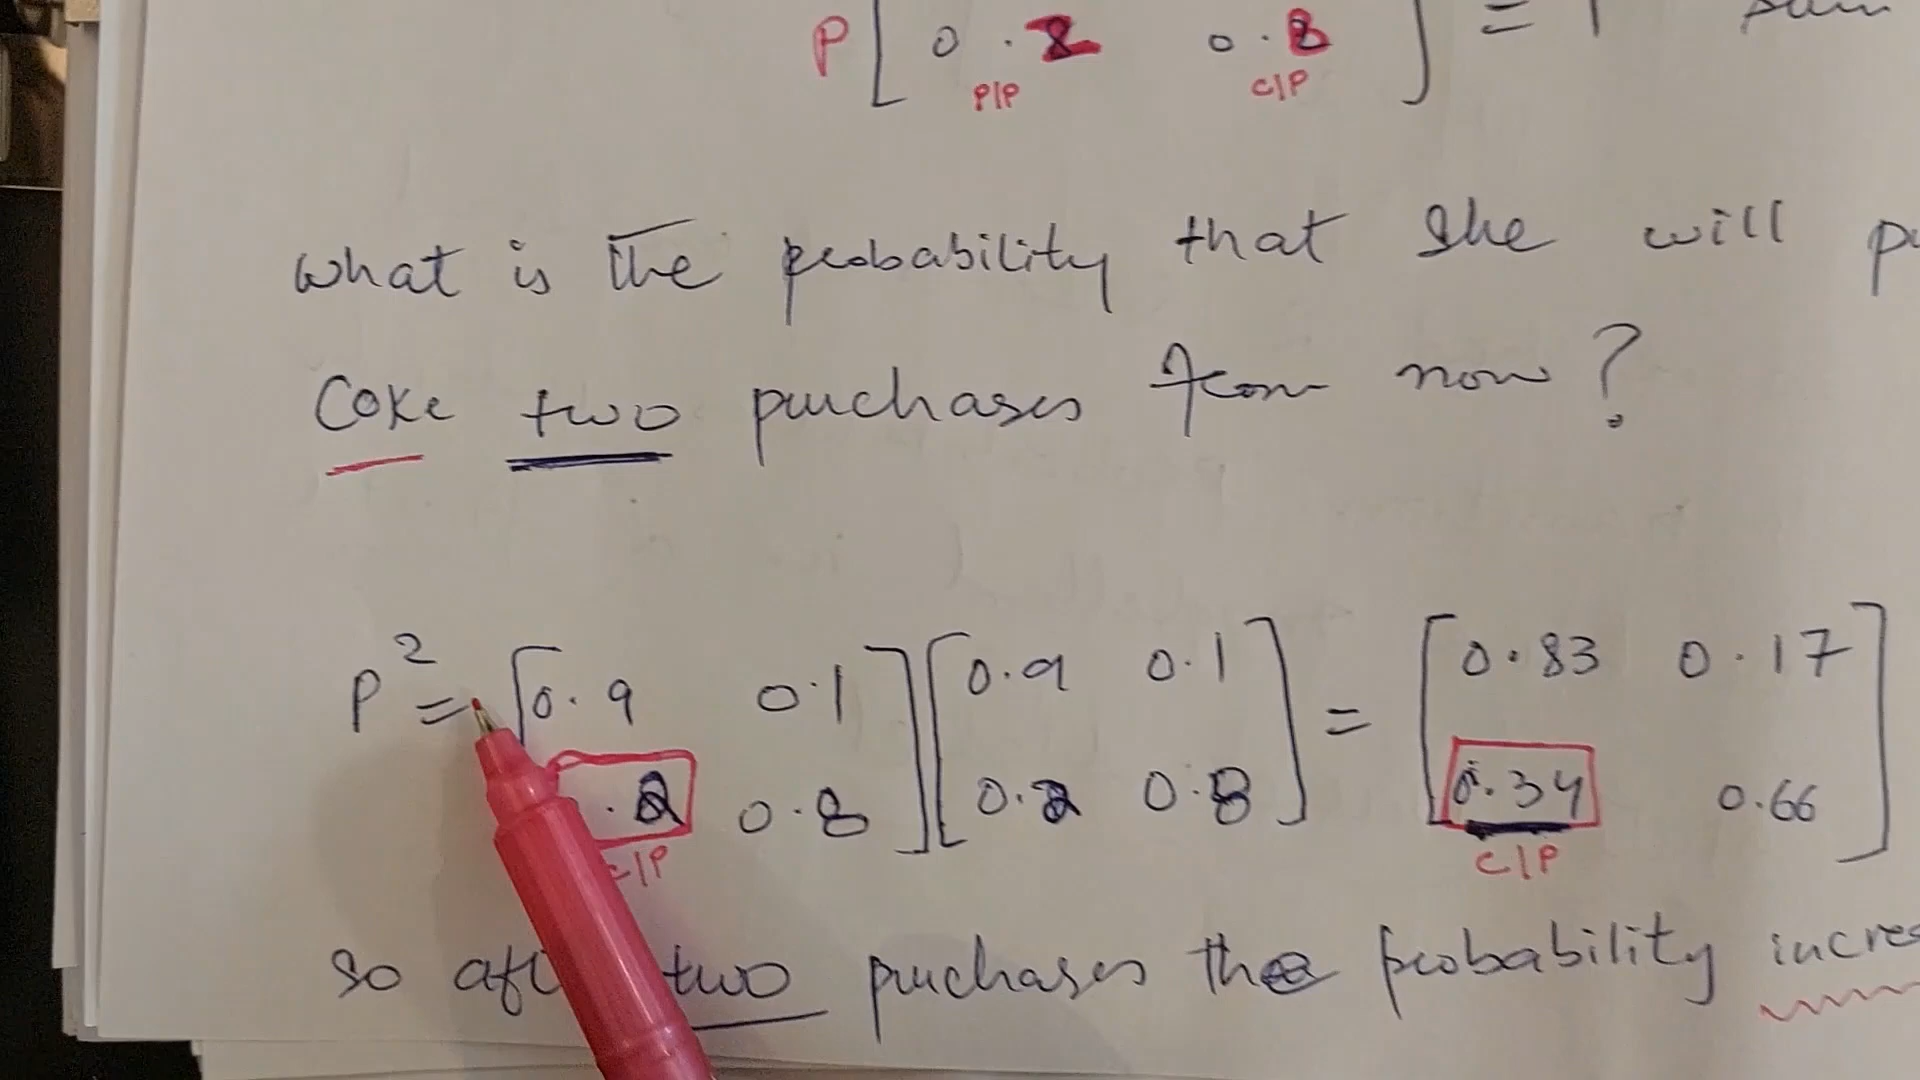 P [ 0.2 0.8 ] = 1
P|P C|P
What is the probability that she will
Coke two purchases from now?
P² = [0.9 0.1] [0.9 0.1] = [0.83 0.17]
.2 0.8 0.2 0.8 0.34 0.66
C|P C|P
so two purchases the probability